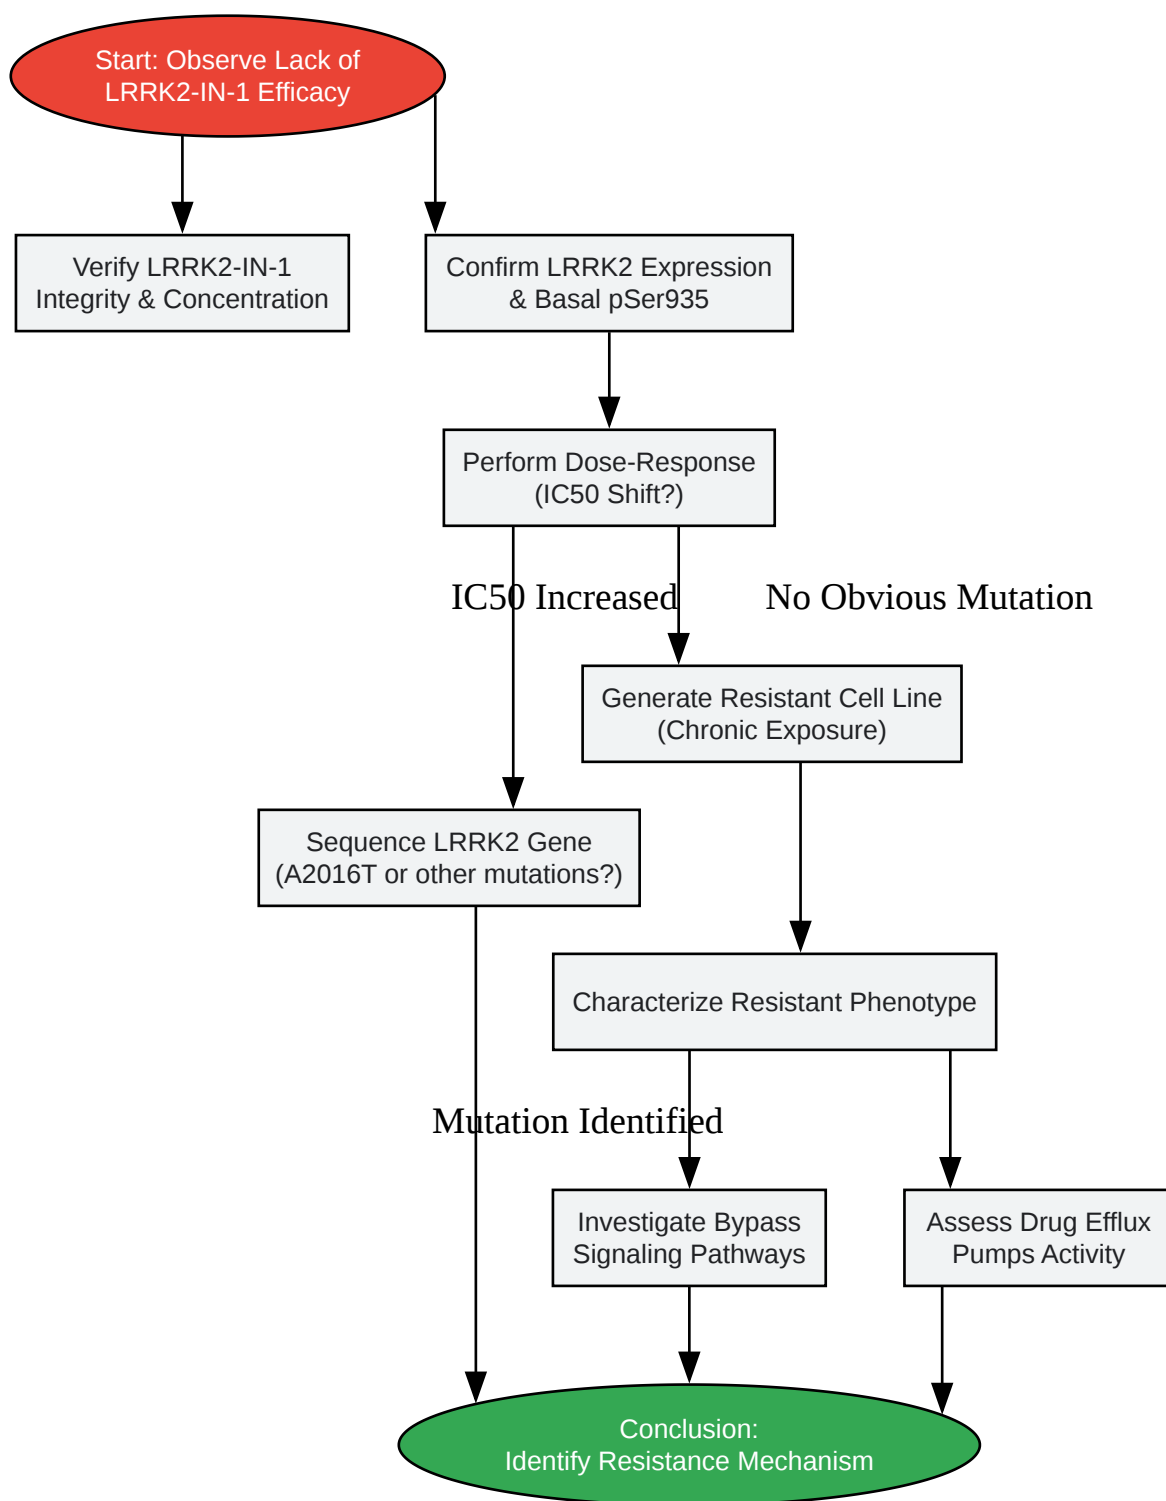 Start: Observe Lack of
LRRK2-IN-1 Efficacy
Verify LRRK2-IN-1
Integrity & Concentration
Confirm LRRK2 Expression
& Basal pSer935
Perform Dose-Response
(IC50 Shift?)
IC50 Increased
No Obvious Mutation
Generate Resistant Cell Line
(Chronic Exposure)
Sequence LRRK2 Gene
(A2016T or other mutations?)
Characterize Resistant Phenotype
Mutation Identified
Investigate Bypass
Signaling Pathways
Assess Drug Efflux
Pumps Activity
Conclusion:
Identify Resistance Mechanism